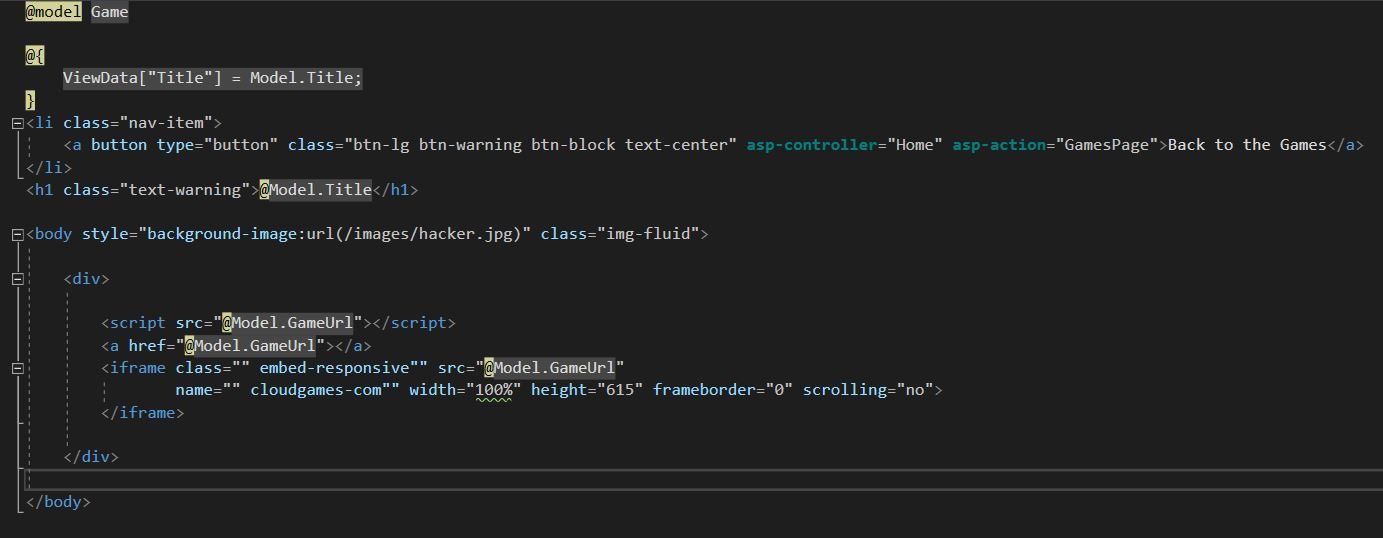 @model Game
@{
ViewData["Title"] = Model.Title;
}
<li class="nav-item">
<a button type="button" class="btn-lg btn-warning btn-block text-center" asp-controller="Home" asp-action="GamesPage">Back to the Games</a>
</li>
<h1 class="text-warning">@Model.Title</h1>
<body style="background-image:url(/images/hacker.jpg)" class="img-fluid">
<div>
<script src="@Model.GameUrl"></script>
<a href="@Model.GameUrl"></a>
<iframe class="" embed-responsive"" src="@Model.GameUrl"
name="" cloudgames-com"" width="100%" height="615" frameborder="0" scrolling="no">
</iframe>
</div>
</body>